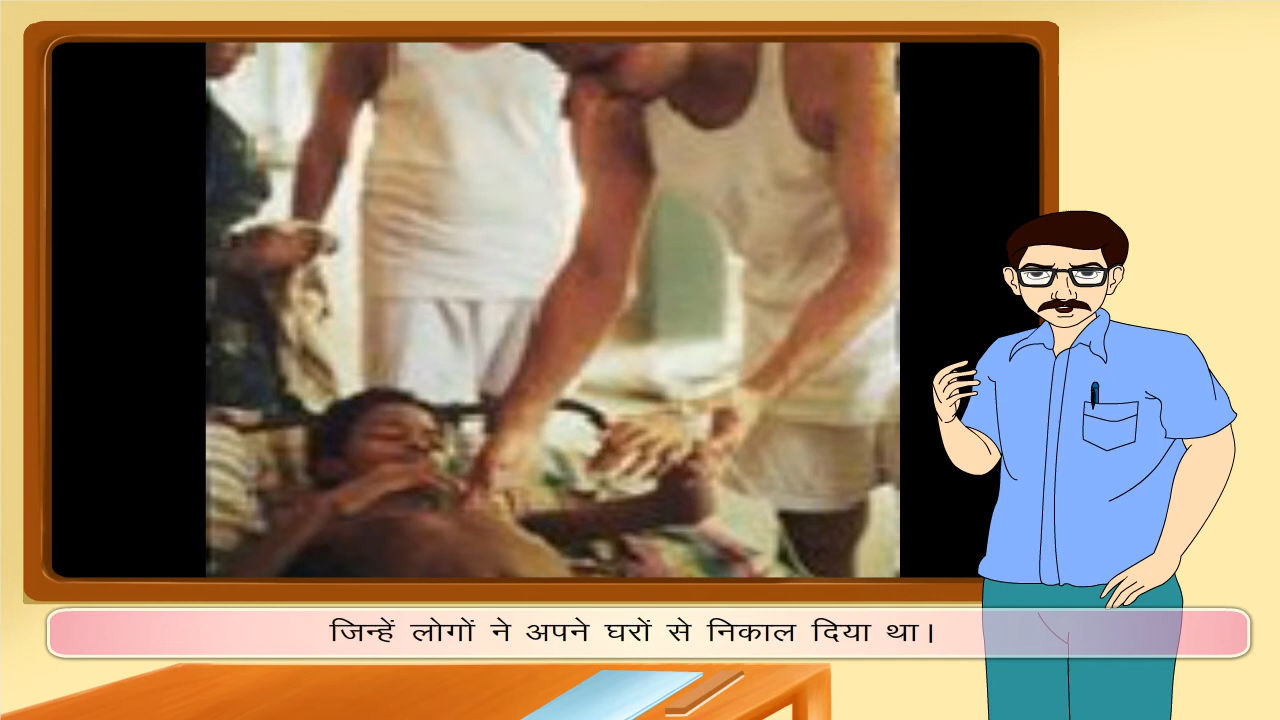 जिन्हें लोगों ने अपने घरों से निकाल दिया था।